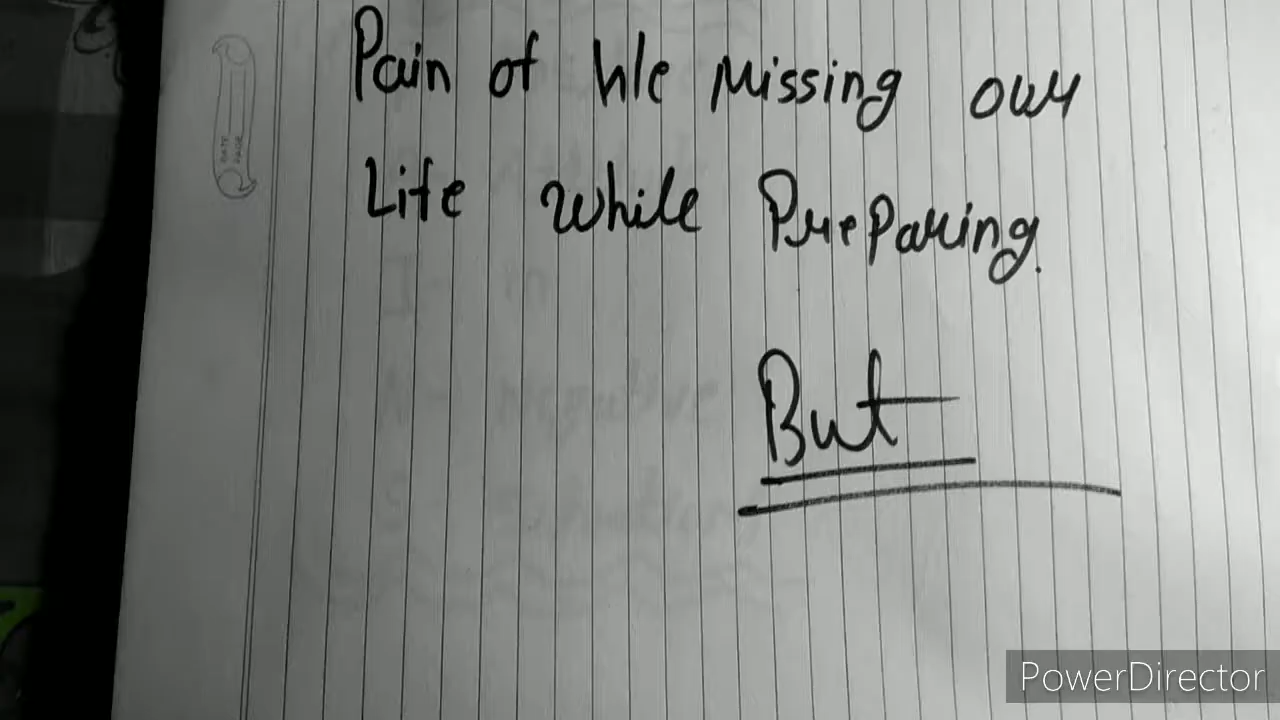 Pain of We Missing our
Life while Preparing.
But
PowerDirector